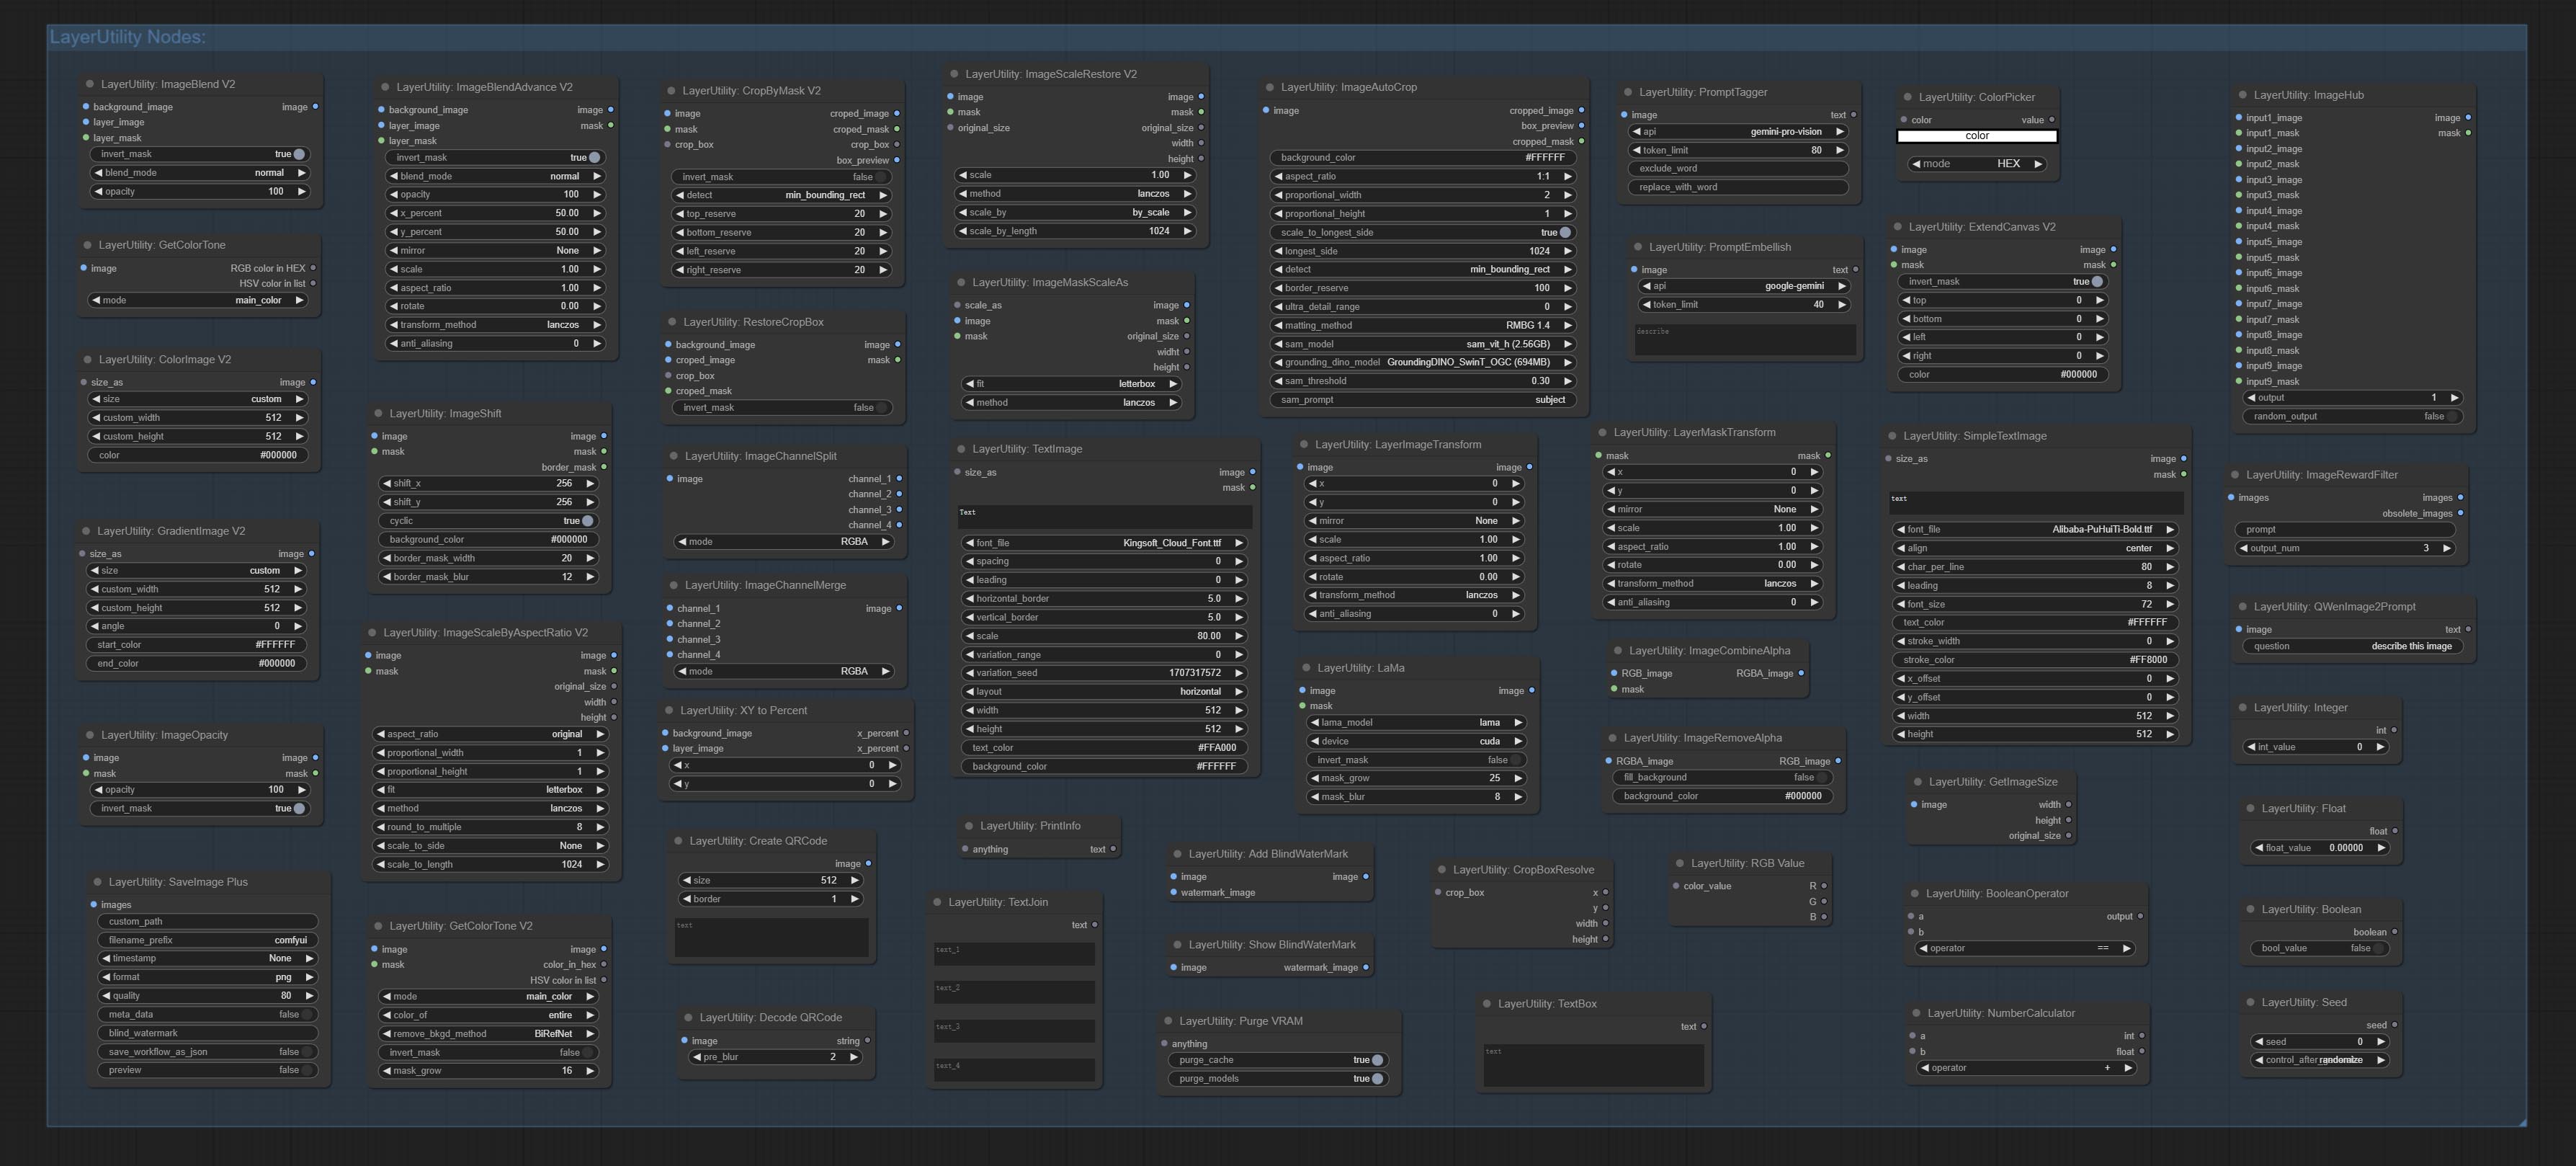 LayerUtility Nodes:
LayerUtility: ImageBlend V2
background_image image
layer_image
layer_mask
invert_mask true
blend_mode normal
opacity 100
LayerUtility: GetColorTone
image RGB color in HEX
HSV color in list
mode main_color
LayerUtility: ColorImage V2
size_as image
size custom
custom_width 512
custom_height 512
color #000000
LayerUtility: GradientImage V2
size_as image
size custom
custom_width 512
custom_height 512
angle 0
start_color #FFFFFF
end_color #000000
LayerUtility: ImageOpacity
image image
mask mask
opacity 100
invert_mask true
LayerUtility: SaveImage Plus
images
custom_path
filename_prefix comfyui
timestamp None
format png
quality 80
meta_data false
blind_watermark
save_workflow_as_json false
preview false
LayerUtility: ImageBlendAdvance V2
background_image image
layer_image mask
layer_mask
invert_mask true
blend_mode normal
opacity 100
x_percent 50.00
y_percent 50.00
mirror None
scale 1.00
aspect_ratio 1.00
rotate 0.00
transform_method lanczos
anti_aliasing 0
LayerUtility: ImageShift
image image
mask mask
border_mask
shift_x 256
shift_y 256
cyclic true
background_color #000000
border_mask_width 20
border_mask_blur 12
LayerUtility: ImageScaleByAspectRatio V2
image image
mask mask
original_size
width
height
aspect_ratio original
proportional_width 1
proportional_height 1
fit letterbox
method lanczos
round_to_multiple 8
scale_to_side None
scale_to_length 1024
LayerUtility: GetColorTone V2
image image
mask color_in_hex
HSV color in list
mode main_color
color_of entire
remove_bkgd_method BiRefNet
invert_mask false
mask_grow 16
LayerUtility: CropByMask V2
image croped_image
mask croped_mask
crop_box crop_box
box_preview
invert_mask false
detect min_bounding_rect
top_reserve 20
bottom_reserve 20
left_reserve 20
right_reserve 20
LayerUtility: RestoreCropBox
background_image image
croped_image mask
crop_box
croped_mask
invert_mask false
LayerUtility: ImageChannelSplit
image channel_1
channel_2
channel_3
channel_4
mode RGBA
LayerUtility: ImageChannelMerge
channel_1 image
channel_2
channel_3
channel_4
mode RGBA
LayerUtility: XY to Percent
background_image x_percent
layer_image x_percent
x 0
y 0
LayerUtility: Create QRCode
image
size 512
border 1
text
LayerUtility: Decode QRCode
image string
pre_blur 2
LayerUtility: ImageScaleRestore V2
image image
mask mask
original_size original_size
width
height
scale 1.00
method lanczos
scale_by by_scale
scale_by_length 1024
LayerUtility: ImageMaskScaleAs
scale_as image
image mask
mask original_size
widht
height
fit letterbox
method lanczos
LayerUtility: TextImage
size_as image
mask
Text
font_file Kingsoft_Cloud_Font.ttf
spacing 0
leading 0
horizontal_border 5.0
vertical_border 5.0
scale 80.00
variation_range 0
variation_seed 1707317572
layout horizontal
width 512
height 512
text_color #FFA000
background_color #FFFFFF
LayerUtility: PrintInfo
anything text
LayerUtility: TextJoin
text
text_1
text_2
text_3
text_4
LayerUtility: Add BlindWaterMark
image image
watermark_image
LayerUtility: Show BlindWaterMark
image watermark_image
LayerUtility: Purge VRAM
anything
purge_cache true
purge_models true
LayerUtility: ImageAutoCrop
image cropped_image
box_preview
cropped_mask
background_color #FFFFFF
aspect_ratio 1:1
proportional_width 2
proportional_height 1
scale_to_longest_side true
longest_side 1024
detect min_bounding_rect
border_reserve 100
ultra_detail_range 0
matting_method RMBG 1.4
sam_model sam_vit_h (2.56GB)
grounding_dino_model GroundingDINO_SwinT_OGC (694MB)
sam_threshold 0.30
sam_prompt subject
LayerUtility: LayerImageTransform
image image
x 0
y 0
mirror None
scale 1.00
aspect_ratio 1.00
rotate 0.00
transform_method lanczos
anti_aliasing 0
LayerUtility: LaMa
image image
mask
lama_model lama
device cuda
invert_mask false
mask_grow 25
mask_blur 8
LayerUtility: CropBoxResolve
crop_box x
y
width
height
LayerUtility: TextBox
text
text
LayerUtility: PromptTagger
image text
api gemini-pro-vision
token_limit 80
exclude_word
replace_with_word
LayerUtility: PromptEmbellish
image text
api google-gemini
token_limit 40
describe
LayerUtility: LayerMaskTransform
mask mask
x 0
y 0
mirror None
scale 1.00
aspect_ratio 1.00
rotate 0.00
transform_method lanczos
anti_aliasing 0
LayerUtility: ImageCombineAlpha
RGB_image RGBA_image
mask
LayerUtility: ImageRemoveAlpha
RGBA_image RGB_image
fill_background false
background_color #000000
LayerUtility: RGB Value
color_value R
G
B
LayerUtility: ColorPicker
color value
color
mode HEX
LayerUtility: ExtendCanvas V2
image image
mask mask
invert_mask true
top 0
bottom 0
left 0
right 0
color #000000
LayerUtility: SimpleTextImage
size_as image
mask
text
font_file Alibaba-PuHuiTi-Bold.ttf
align center
char_per_line 80
leading 8
font_size 72
text_color #FFFFFF
stroke_width 0
stroke_color #FF8000
x_offset 0
y_offset 0
width 512
height 512
LayerUtility: GetImageSize
image width
height
original_size
LayerUtility: BooleanOperator
a output
b
operator ==
LayerUtility: NumberCalculator
a int
b float
operator +
LayerUtility: ImageHub
input1_image image
input1_mask mask
input2_image
input2_mask
input3_image
input3_mask
input4_image
input4_mask
input5_image
input5_mask
input6_image
input6_mask
input7_image
input7_mask
input8_image
input8_mask
input9_image
input9_mask
output 1
random_output false
LayerUtility: ImageRewardFilter
images images
obsolete_images
prompt
output_num 3
LayerUtility: QWenImage2Prompt
image text
question describe this image
LayerUtility: Integer
int
int_value 0
LayerUtility: Float
float
float_value 0.00000
LayerUtility: Boolean
boolean
bool_value false
LayerUtility: Seed
seed
seed 0
control_after randomize